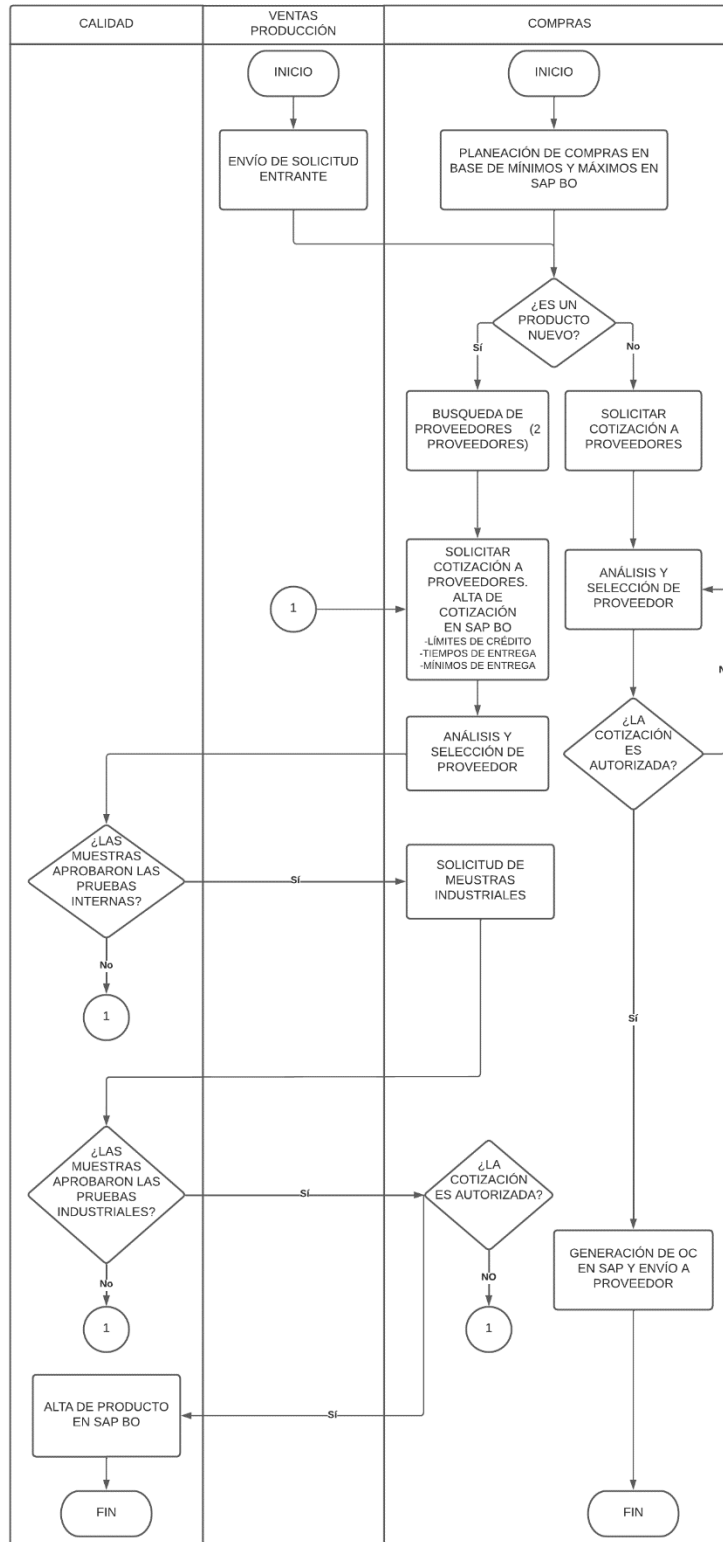 CALIDAD
VENTAS
PRODUCCIÓN
COMPRAS
INICIO
INICIO
ENVÍO DE SOLICITUD
ENTRANTE
PLANEACIÓN DE COMPRAS EN
BASE DE MÍNIMOS Y MÁXIMOS EN
SAP BO
¿ES UN
PRODUCTO
NUEVO?
Sí
No
BUSQUEDA DE
PROVEEDORES (2
PROVEEDORES)
SOLICITAR
COTIZACIÓN A
PROVEEDORES
SOLICITAR
COTIZACIÓN A
PROVEEDORES.
ALTA DE
COTIZACIÓN
EN SAP BO
-LÍMITES DE CRÉDITO
-TIEMPOS DE ENTREGA
-MÍNIMOS DE ENTREGA
1
ANÁLISIS Y
SELECCIÓN DE
PROVEEDOR
ANÁLISIS Y
SELECCIÓN DE
PROVEEDOR
¿LA
COTIZACIÓN
ES
AUTORIZADA?
¿LAS
MUESTRAS
APROBARON LAS
PRUEBAS
INTERNAS?
Sí
SOLICITUD DE
MEUSTRAS
INDUSTRIALES
No
1
Sí
¿LAS
MUESTRAS
APROBARON LAS
PRUEBAS
INDUSTRIALES?
Sí
¿LA
COTIZACIÓN
ES AUTORIZADA?
GENERACIÓN DE OC
EN SAP Y ENVÍO A
PROVEEDOR
No
1
NO
1
ALTA DE PRODUCTO
EN SAP BO
Sí
FIN
FIN